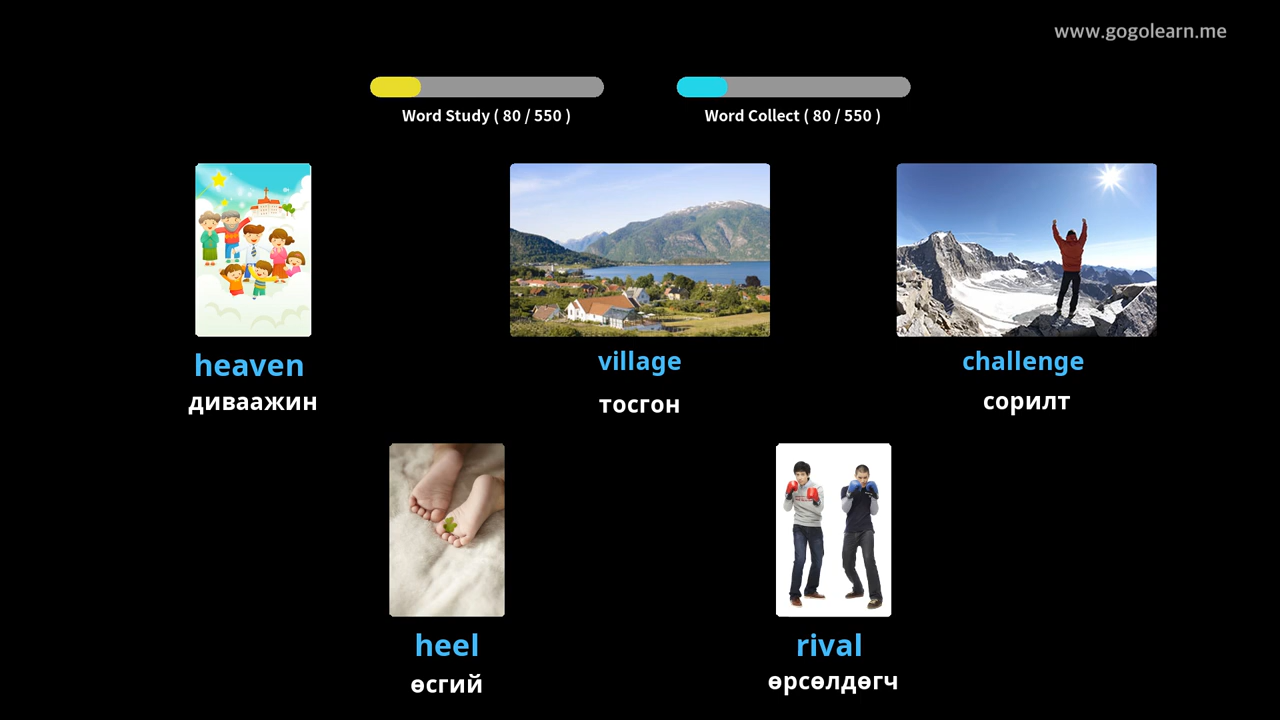 www.gogolearn.me
Word Study ( 80 / 550 )
Word Collect ( 80 / 550 )
heaven
диваажин
village
тосгон
challenge
сорилт
heel
өсгий
rival
өрсөлдөгч